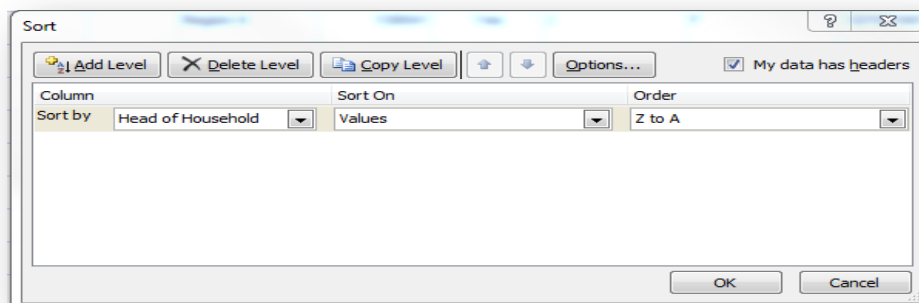 Sort
Add Level Delete Level Copy Level Options... My data has headers
Column Sort On Order
Sort by Head of Household Values Z to A
OK Cancel